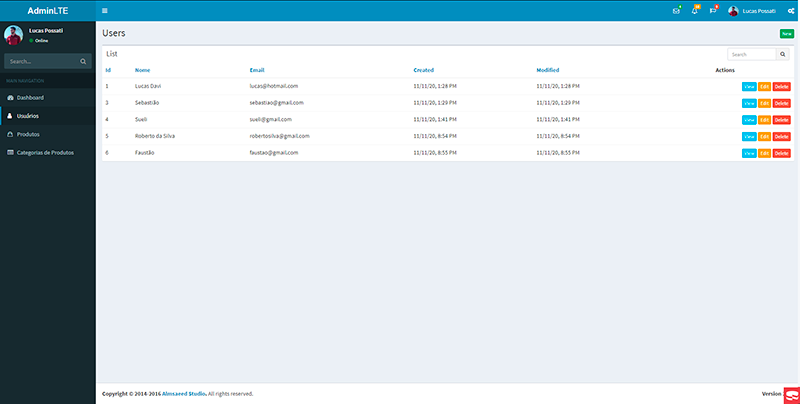 AdminLTE
Lucas Possati
Lucas Possati
Online
Search...
MAIN NAVIGATION
Dashboard
Usuários
Produtos
Categorias de Produtos
Users
New
List
Search
Id Nome Email Created Modified Actions
1 Lucas Davi lucas@hotmail.com 11/11/20, 1:28 PM 11/11/20, 1:28 PM View Edit Delete
3 Sebastião sebastiao@gmail.com 11/11/20, 1:29 PM 11/11/20, 1:29 PM View Edit Delete
4 Sueli sueli@gmail.com 11/11/20, 1:41 PM 11/11/20, 1:41 PM View Edit Delete
5 Roberto da Silva robertosilva@gmail.com 11/11/20, 8:54 PM 11/11/20, 8:54 PM View Edit Delete
6 Faustão faustao@gmail.com 11/11/20, 8:55 PM 11/11/20, 8:55 PM View Edit Delete
Copyright © 2014-2016 Almsaeed Studio. All rights reserved.
Version